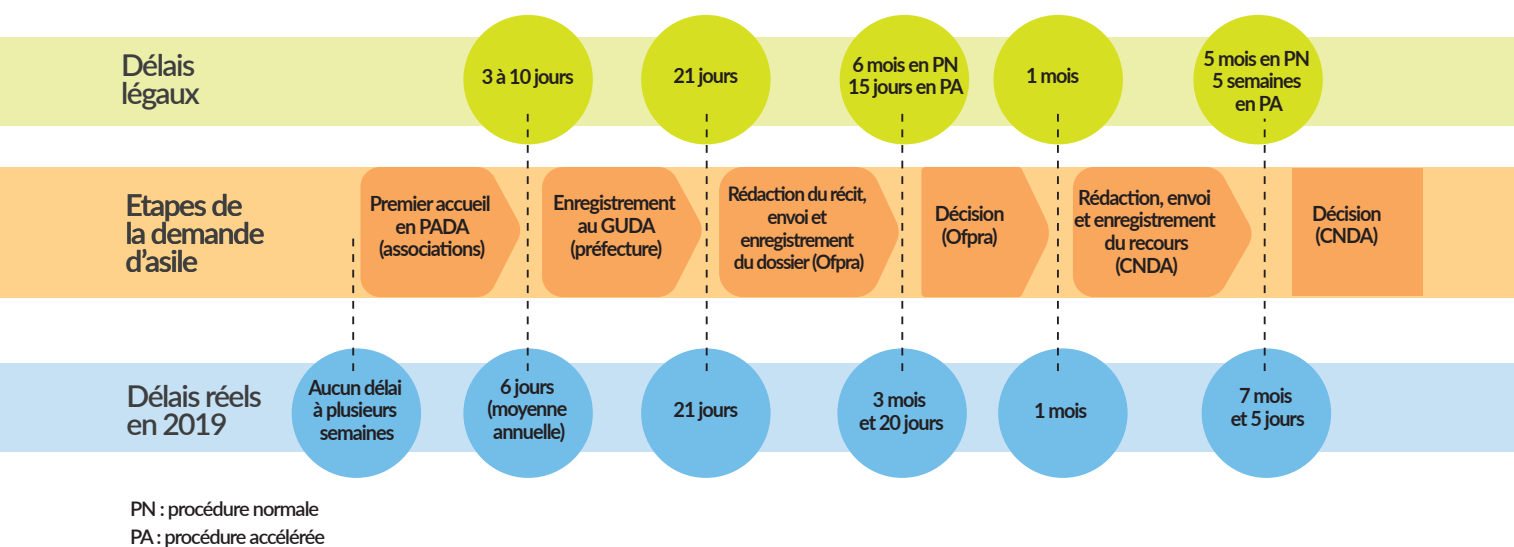 Délais
légaux
3 à 10 jours
21 jours
6 mois en PN
15 jours en PA
1 mois
5 mois en PN
5 semaines
en PA
Etapes de
la demande
d'asile
Premier accueil
en PADA
(associations)
Enregistrement
au GUDA
(préfecture)
Rédaction du récit,
envoi et
enregistrement
du dossier (Ofpra)
Décision
(Ofpra)
Rédaction, envoi
et enregistrement
du recours
(CNDA)
Décision
(CNDA)
Délais réels
en 2019
Aucun délai
à plusieurs
semaines
6 jours
(moyenne
annuelle)
21 jours
3 mois
et 20 jours
1 mois
7 mois
et 5 jours
PN : procédure normale
PA : procédure accélérée